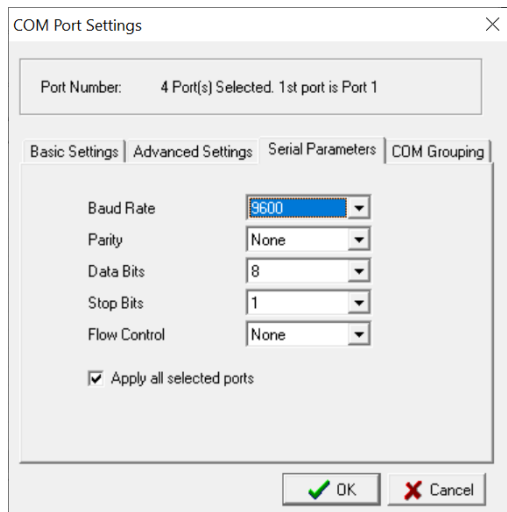 COM Port Settings
Port Number: 4 Port(s) Selected. 1st port is Port 1
Basic Settings Advanced Settings Serial Parameters COM Grouping
Baud Rate 9600
Parity None
Data Bits 8
Stop Bits 1
Flow Control None
Apply all selected ports
OK Cancel